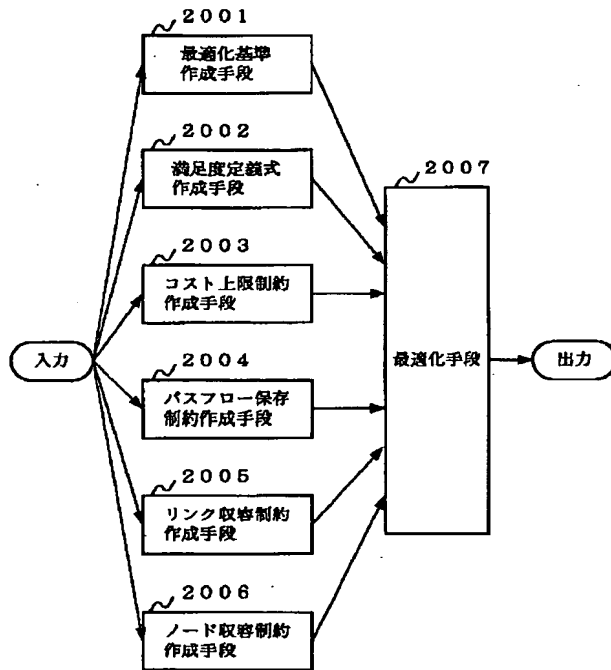 ２００１
最適化基準
作成手段
２００２
満足度定義式
作成手段
２００７
２００３
コスト上限制約
作成手段
入力
最適化手段
出力
２００４
パスフロー保存
制約作成手段
２００５
リンク収容制約
作成手段
２００６
ノード収容制約
作成手段